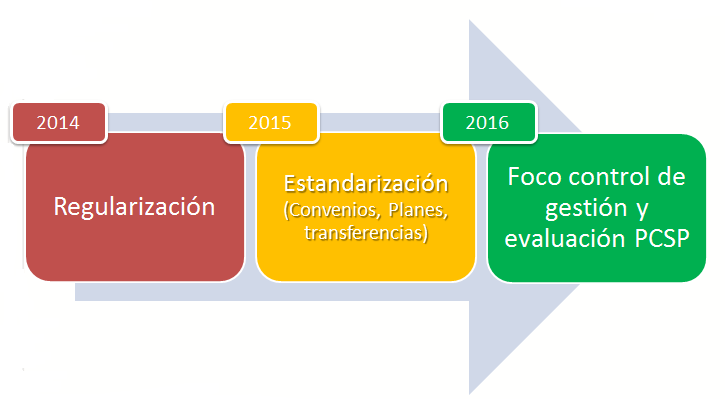 2014
Regularización
2015
Estandarización
(Convenios, Planes,
transferencias)
2016
Foco control de
gestión y
evaluación PCSP